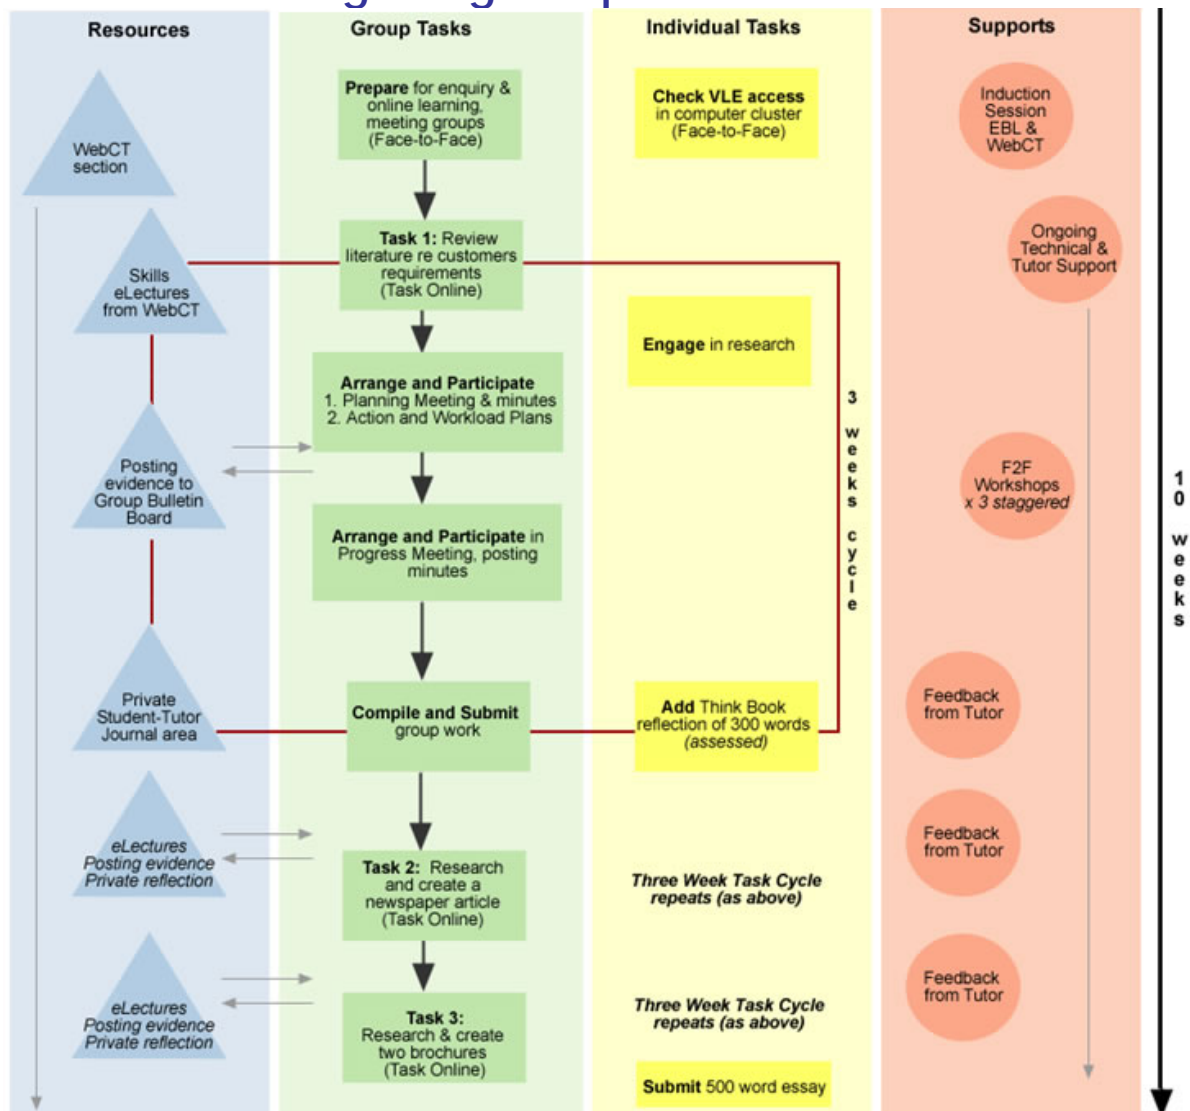 Resources
Group Tasks
Individual Tasks
Supports
WebCT
section
Skills
eLectures
from WebCT
Posting
evidence to
Group Bulletin
Board
Private
Student-Tutor
Journal area
eLectures
Posting evidence
Private reflection
eLectures
Posting evidence
Private reflection
Prepare for enquiry &
online learning,
meeting groups
(Face-to-Face)
Task 1: Review
literature re customers
requirements
(Task Online)
Arrange and Participate
1. Planning Meeting & minutes
2. Action and Workload Plans
Arrange and Participate in
Progress Meeting, posting
minutes
Compile and Submit
group work
Task 2: Research
and create a
newspaper article
(Task Online)
Task 3:
Research & create
two brochures
(Task Online)
Check VLE access
in computer cluster
(Face-to-Face)
Engage in research
3 weeks cycle
Add Think Book
reflection of 300 words
(assessed)
Three Week Task Cycle
repeats (as above)
Three Week Task Cycle
repeats (as above)
Submit 500 word essay
Induction
Session
EBL &
WebCT
Ongoing
Technical &
Tutor Support
F2F
Workshops
x 3 staggered
Feedback
from Tutor
Feedback
from Tutor
Feedback
from Tutor
10 weeks